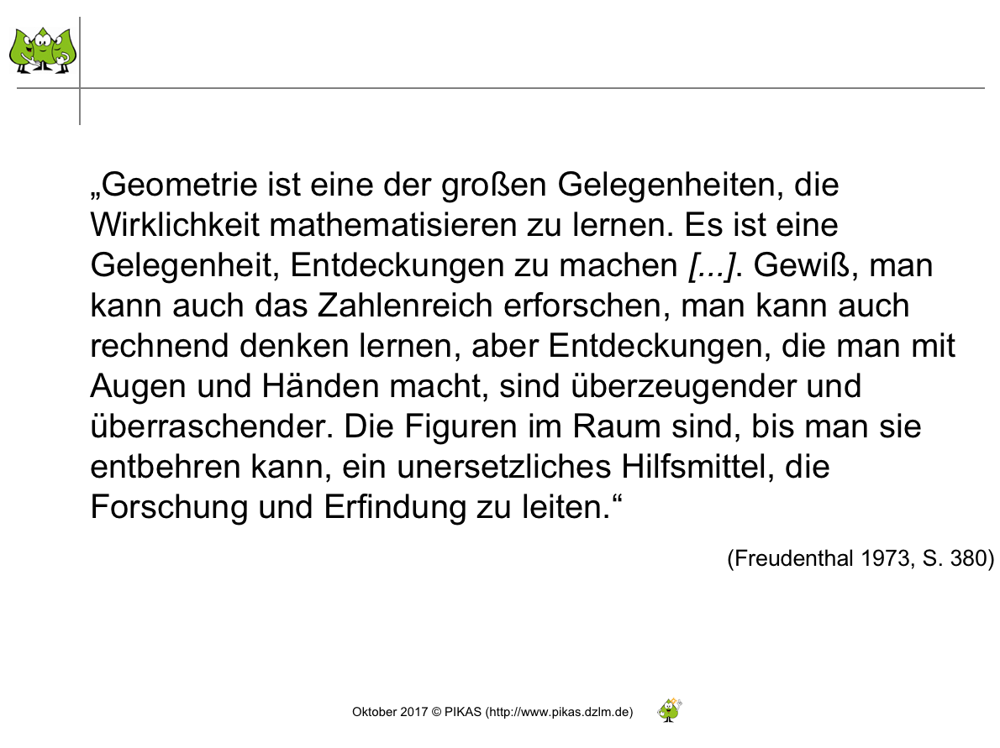 „Geometrie ist eine der großen Gelegenheiten, die
Wirklichkeit mathematisieren zu lernen. Es ist eine
Gelegenheit, Entdeckungen zu machen [...]. Gewiß, man
kann auch das Zahlenreich erforschen, man kann auch
rechnend denken lernen, aber Entdeckungen, die man mit
Augen und Händen macht, sind überzeugender und
überraschender. Die Figuren im Raum sind, bis man sie
entbehren kann, ein unersetzliches Hilfsmittel, die
Forschung und Erfindung zu leiten.“
(Freudenthal 1973, S. 380)
Oktober 2017 © PIKAS (http://www.pikas.dzlm.de)